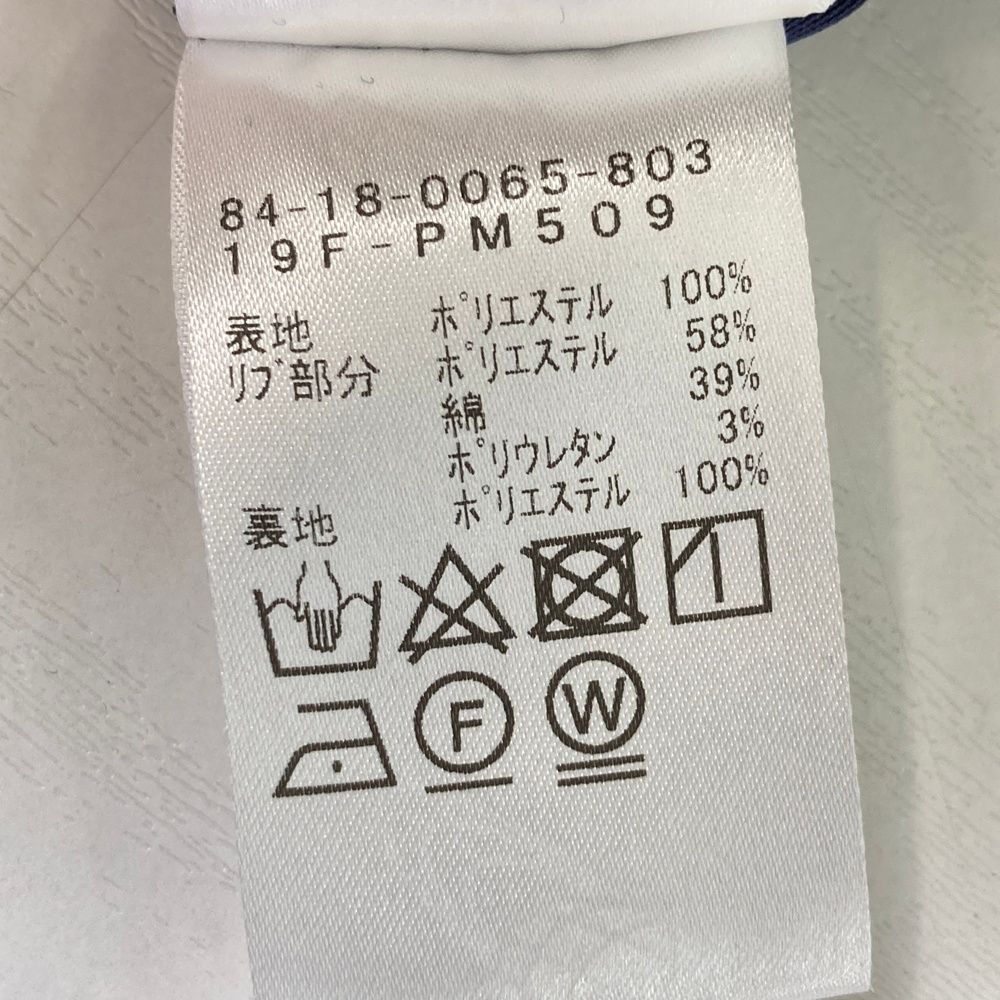 84-18-0065-803
19F-PM509
表地 ポリエステル 100%
リブ部分 ポリエステル 58%
綿 39%
ポリウレタン 3%
裏地 ポリエステル 100%
F W